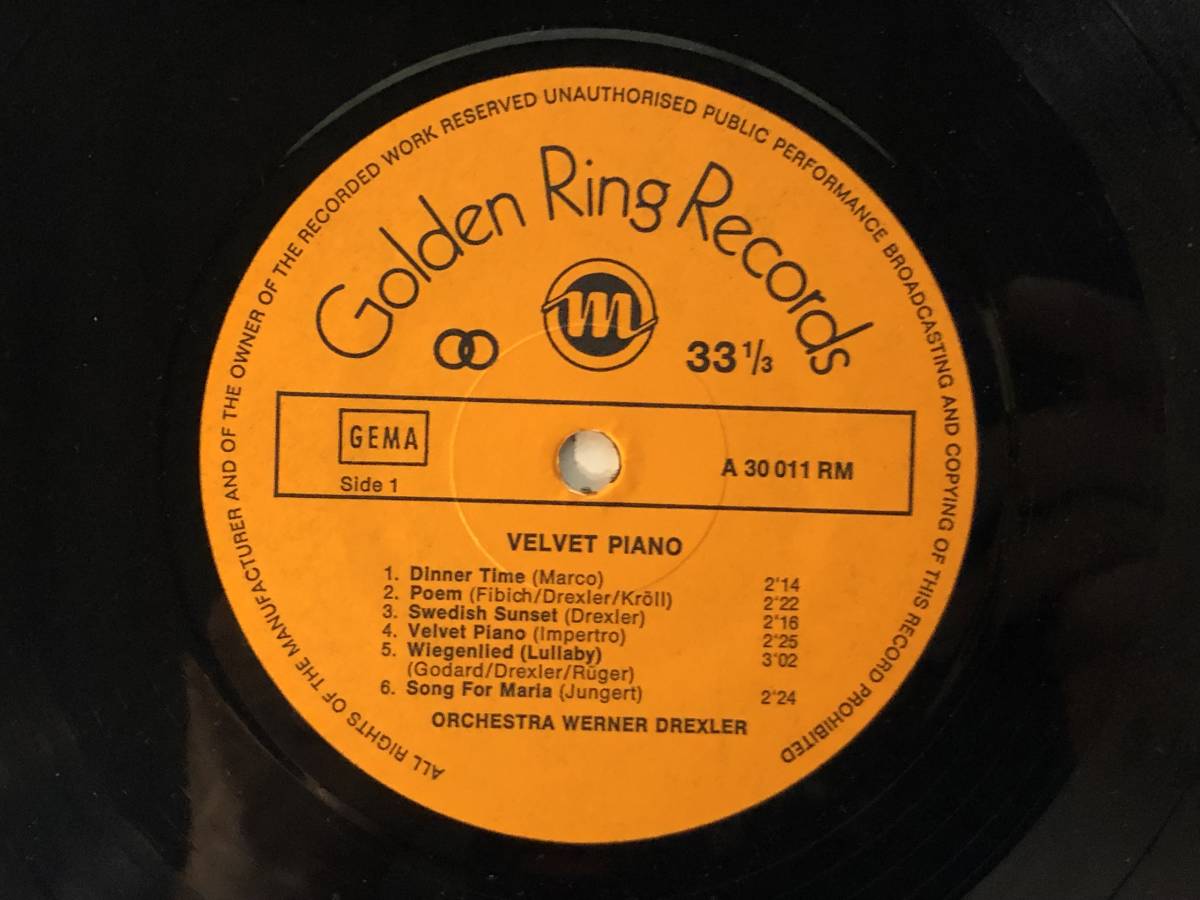 ALL RIGHTS OF THE MANUFACTURER AND OF THE OWNER OF THE RECORDED WORK RESERVED UNAUTHORISED PUBLIC PERFORMANCE BROADCASTING AND COPYING OF THIS RECORD PROHIBITED
Golden Ring Records
m
33 1/3
GEMA
Side 1
A 30 011 RM
VELVET PIANO
1. Dinner Time (Marco) 2'14
2. Poem (Fibich/Drexler/Kröll) 2'22
3. Swedish Sunset (Drexler) 2'16
4. Velvet Piano (Impertro) 2'25
5. Wiegenlied (Lullaby) 3'02
(Godard/Drexler/Rüger)
6. Song For Maria (Jungert) 2'24
ORCHESTRA WERNER DREXLER